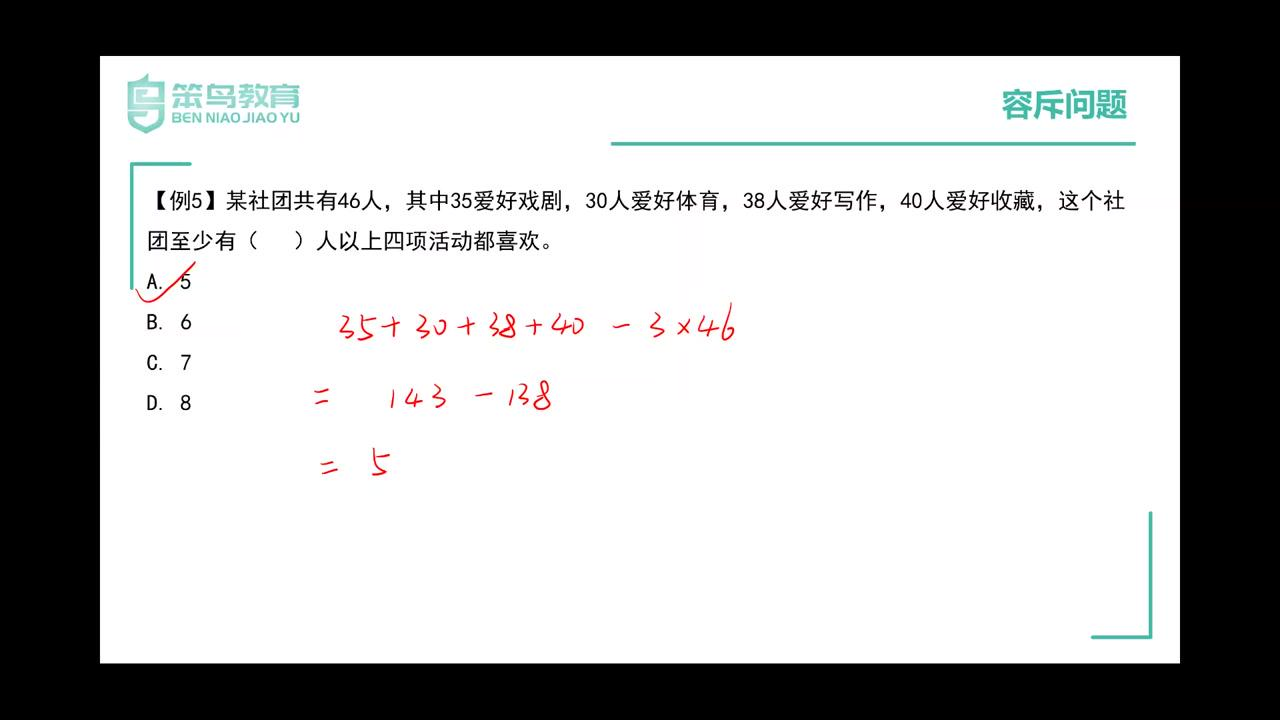 笨鸟教育
BEN NIAO JIAO YU
容斥问题
【例5】某社团共有46人，其中35爱好戏剧，30人爱好体育，38人爱好写作，40人爱好收藏，这个社
团至少有（  ）人以上四项活动都喜欢。
A. 5
B. 6
C. 7
D. 8
35+30+38+40-3×46
= 143-138
= 5